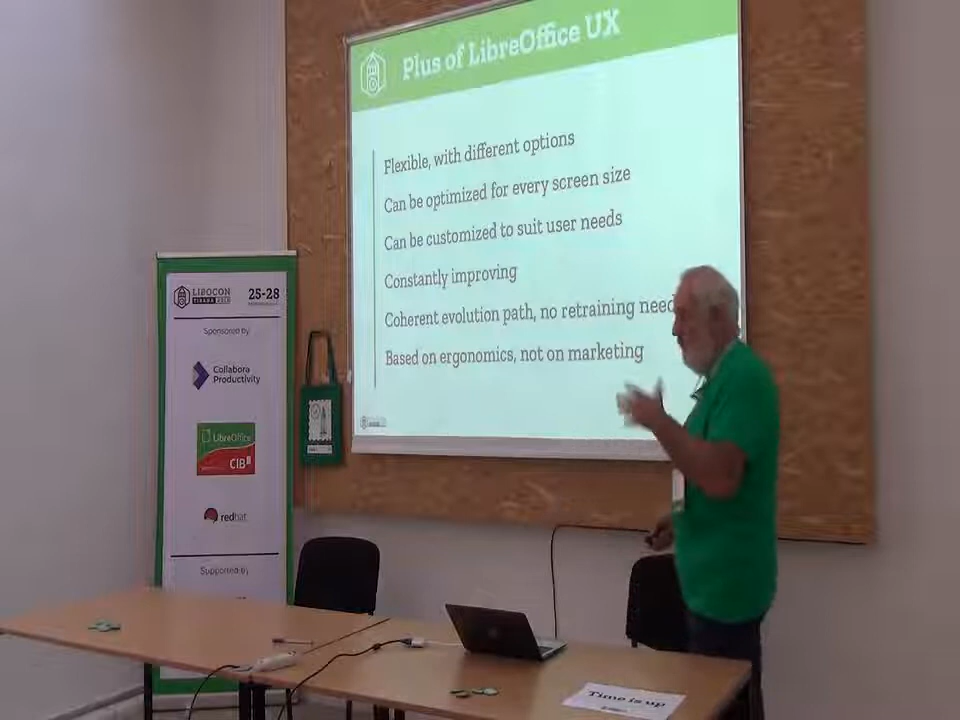 Plus of LibreOffice UX
Flexible, with different options
Can be optimized for every screen size
Can be customized to suit user needs
Constantly improving
Coherent evolution path, no retraining
Based on ergonomics, not on marketing
LIBOCON
TIRANA
25-28
Sponsored by
Collabora
Productivity
LibreOffice
CIB
redhat
Supported by
Time is up